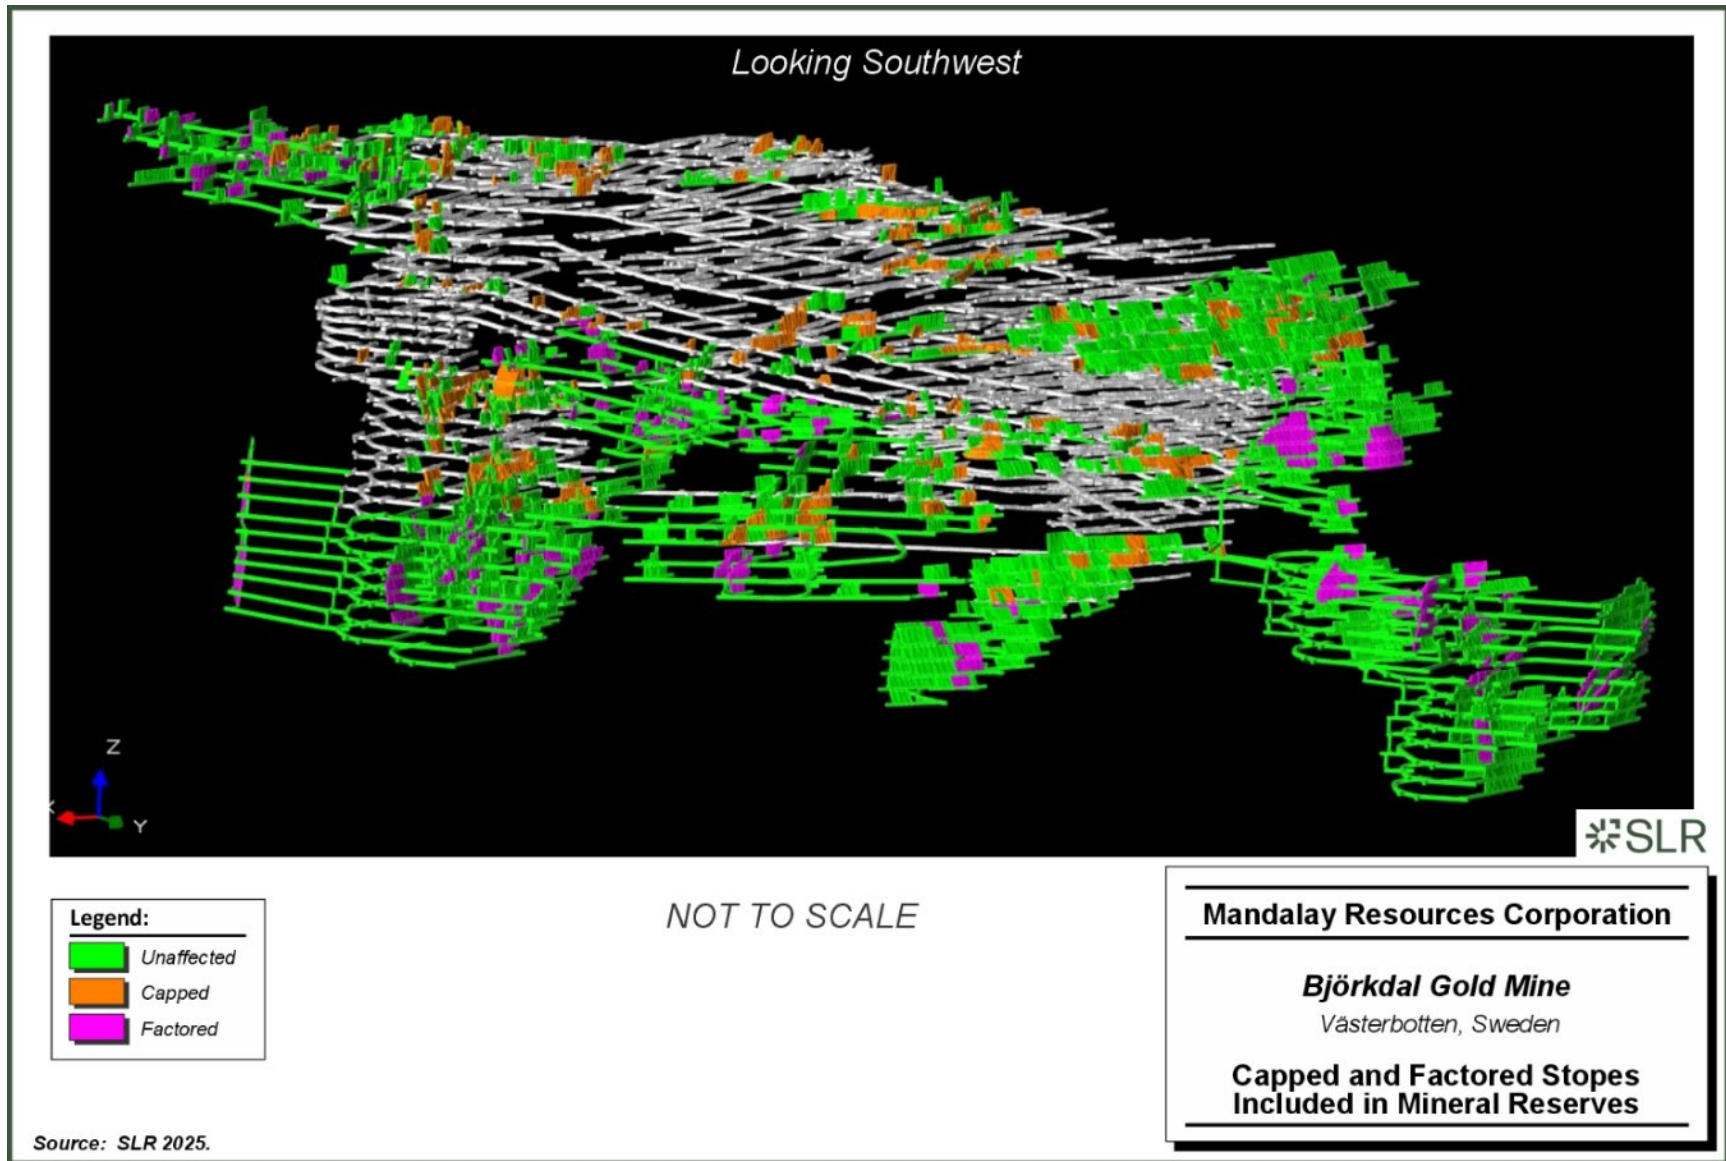 Looking Southwest
Z
X
Y
SLR
Legend:
Unaffected
Capped
Factored
NOT TO SCALE
Mandalay Resources Corporation
Björkdal Gold Mine
Västerbotten, Sweden
Capped and Factored Stopes
Included in Mineral Reserves
Source: SLR 2025.